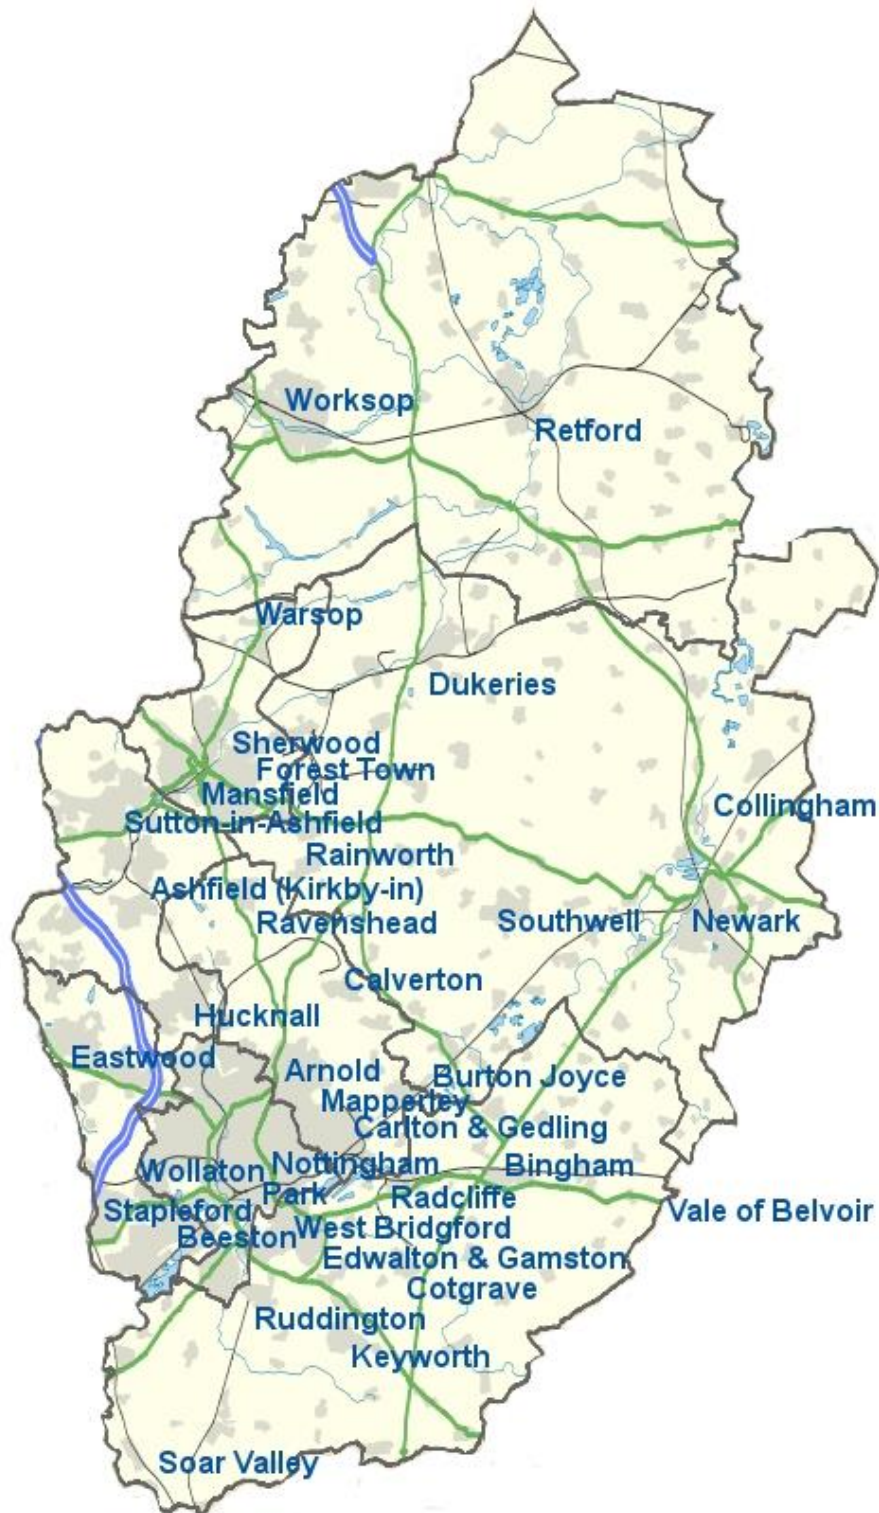 Worksop
Retford
Warsop
Dukeries
Sherwood
Forest Town
Mansfield
Collingham
Sutton-in-Ashfield
Rainworth
Ashfield (Kirkby-in)
Ravenshead
Southwell
Newark
Calverton
Hucknall
Eastwood
Arnold
Burton Joyce
Mapperley
Carlton & Gedling
Wollaton
Nottingham
Bingham
Park
Radcliffe
Stapleford
Vale of Belvoir
Beeston
West Bridgford
Edwalton & Gamston
Cotgrave
Ruddington
Keyworth
Soar Valley